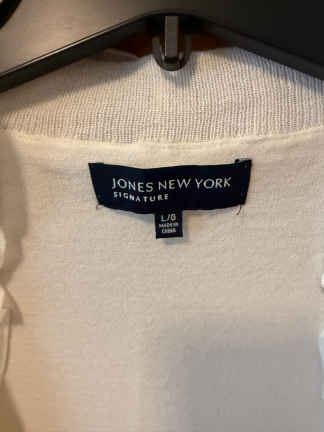 JONES NEW YORK
SIGNATURE
L/G
MADE IN
CHINA